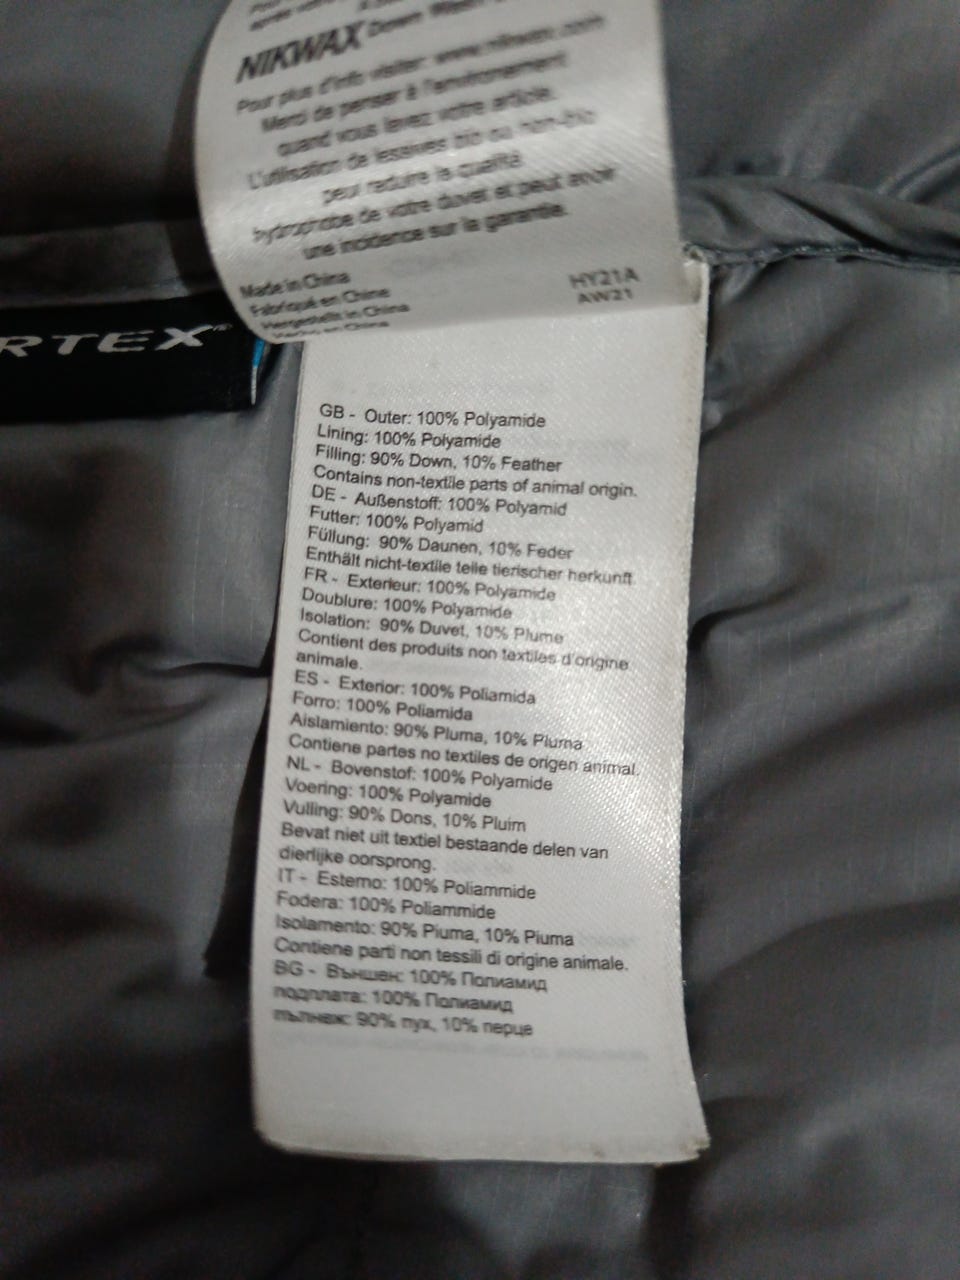 NIKWAX Down Wash
Pour plus d'info visiter: www.nikwax.com
Merci de penser à l'environnement
quand vous lavez votre article.
L'utilisation de lessives bio ou non-bio
peut réduire la qualité
hydrophobe de votre duvet et peut avoir
une incidence sur la garantie.
Made in China
Fabriqué en Chine
Hergestellt in China
Hecho en China
HY21A
AW21
RTEX
GB - Outer: 100% Polyamide
Lining: 100% Polyamide
Filling: 90% Down, 10% Feather
Contains non-textile parts of animal origin.
DE - Außenstoff: 100% Polyamid
Futter: 100% Polyamid
Füllung: 90% Daunen, 10% Feder
Enthält nicht-textile teile tierischer herkunft.
FR - Exterieur: 100% Polyamide
Doublure: 100% Polyamide
Isolation: 90% Duvet, 10% Plume
Contient des produits non textiles d'origine
animale.
ES - Exterior: 100% Poliamida
Forro: 100% Poliamida
Aislamiento: 90% Pluma, 10% Pluma
Contiene partes no textiles de origen animal.
NL - Bovenstof: 100% Polyamide
Voering: 100% Polyamide
Vulling: 90% Dons, 10% Pluim
Bevat niet uit textiel bestaande delen van
dierlijke oorsprong.
IT - Esterno: 100% Poliammide
Fodera: 100% Poliammide
Isolamento: 90% Piuma, 10% Piuma
Contiene parti non tessili di origine animale.
BG - Външен: 100% Полиамид
подплата: 100% Полиамид
пълнеж: 90% пух, 10% перце